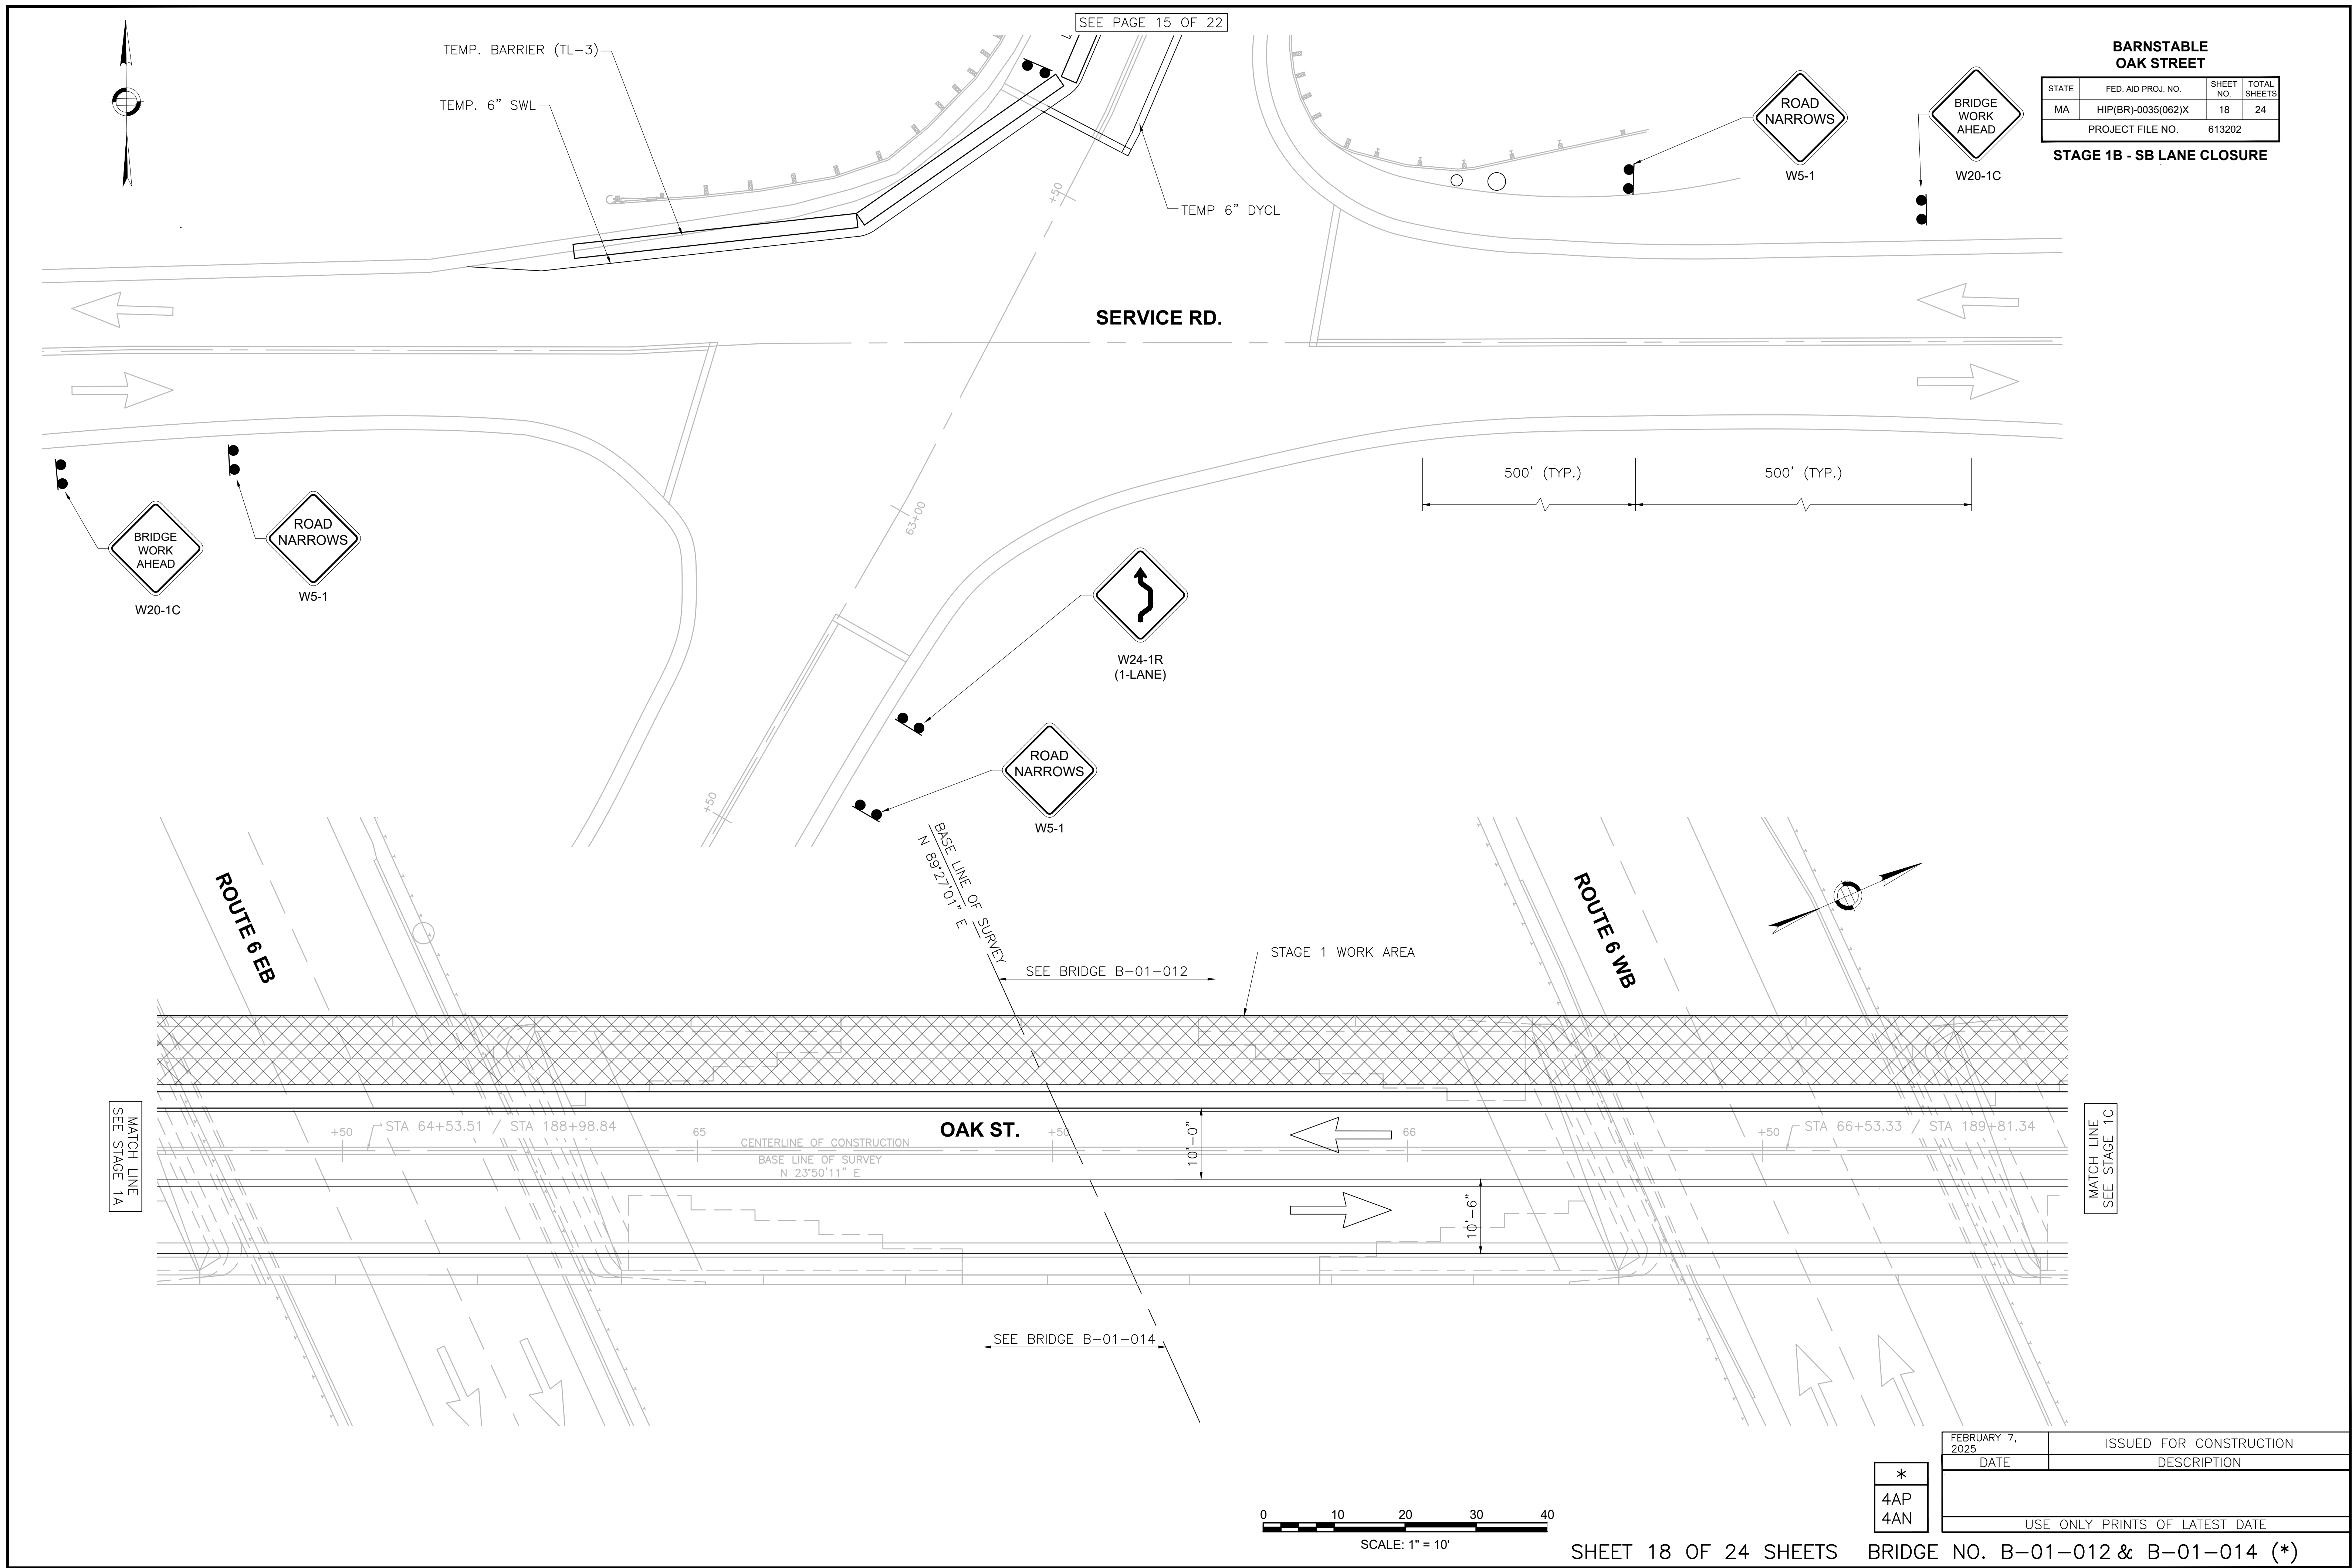 SEE PAGE 15 OF 22
BARNSTABLE
OAK STREET
STATE FED. AID PROJ. NO. SHEET NO. TOTAL SHEETS
MA HIP(BR)-0035(062)X 18 24
PROJECT FILE NO. 613202
STAGE 1B - SB LANE CLOSURE
TEMP. BARRIER (TL-3)
TEMP. 6" SWL
TEMP 6" DYCL
+50
ROAD
NARROWS
W5-1
BRIDGE
WORK
AHEAD
W20-1C
SERVICE RD.
500' (TYP.)
500' (TYP.)
63+00
BRIDGE
WORK
AHEAD
W20-1C
ROAD
NARROWS
W5-1
W24-1R
(1-LANE)
ROAD
NARROWS
W5-1
+50
BASE LINE OF SURVEY
N 89°27'01" E
ROUTE 6 EB
ROUTE 6 WB
STAGE 1 WORK AREA
SEE BRIDGE B-01-012
MATCH LINE
SEE STAGE 1A
+50
STA 64+53.51 / STA 188+98.84
65
CENTERLINE OF CONSTRUCTION
BASE LINE OF SURVEY
N 23°50'11" E
OAK ST.
+50
10'-0"
66
+50
STA 66+53.33 / STA 189+81.34
MATCH LINE
SEE STAGE 1C
10'-6"
SEE BRIDGE B-01-014
FEBRUARY 7, 2025 ISSUED FOR CONSTRUCTION
DATE DESCRIPTION
*
4AP
4AN
USE ONLY PRINTS OF LATEST DATE
0 10 20 30 40
SCALE: 1" = 10'
SHEET 18 OF 24 SHEETS BRIDGE NO. B-01-012 & B-01-014 (*)